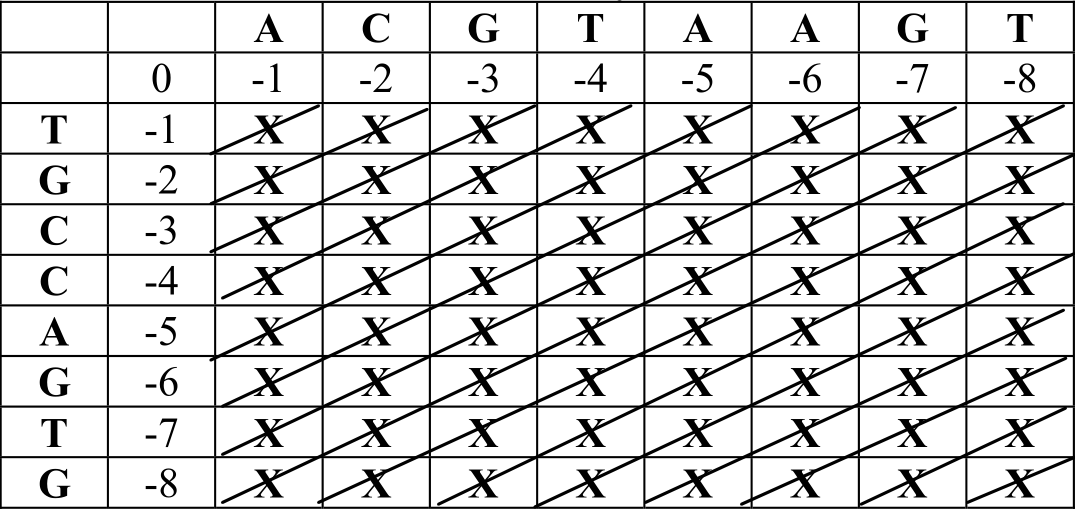 A C G T A A G T
0 -1 -2 -3 -4 -5 -6 -7 -8
T -1 X X X X X X X X
G -2 X X X X X X X X
C -3 X X X X X X X X
C -4 X X X X X X X X
A -5 X X X X X X X X
G -6 X X X X X X X X
T -7 X X X X X X X X
G -8 X X X X X X X X